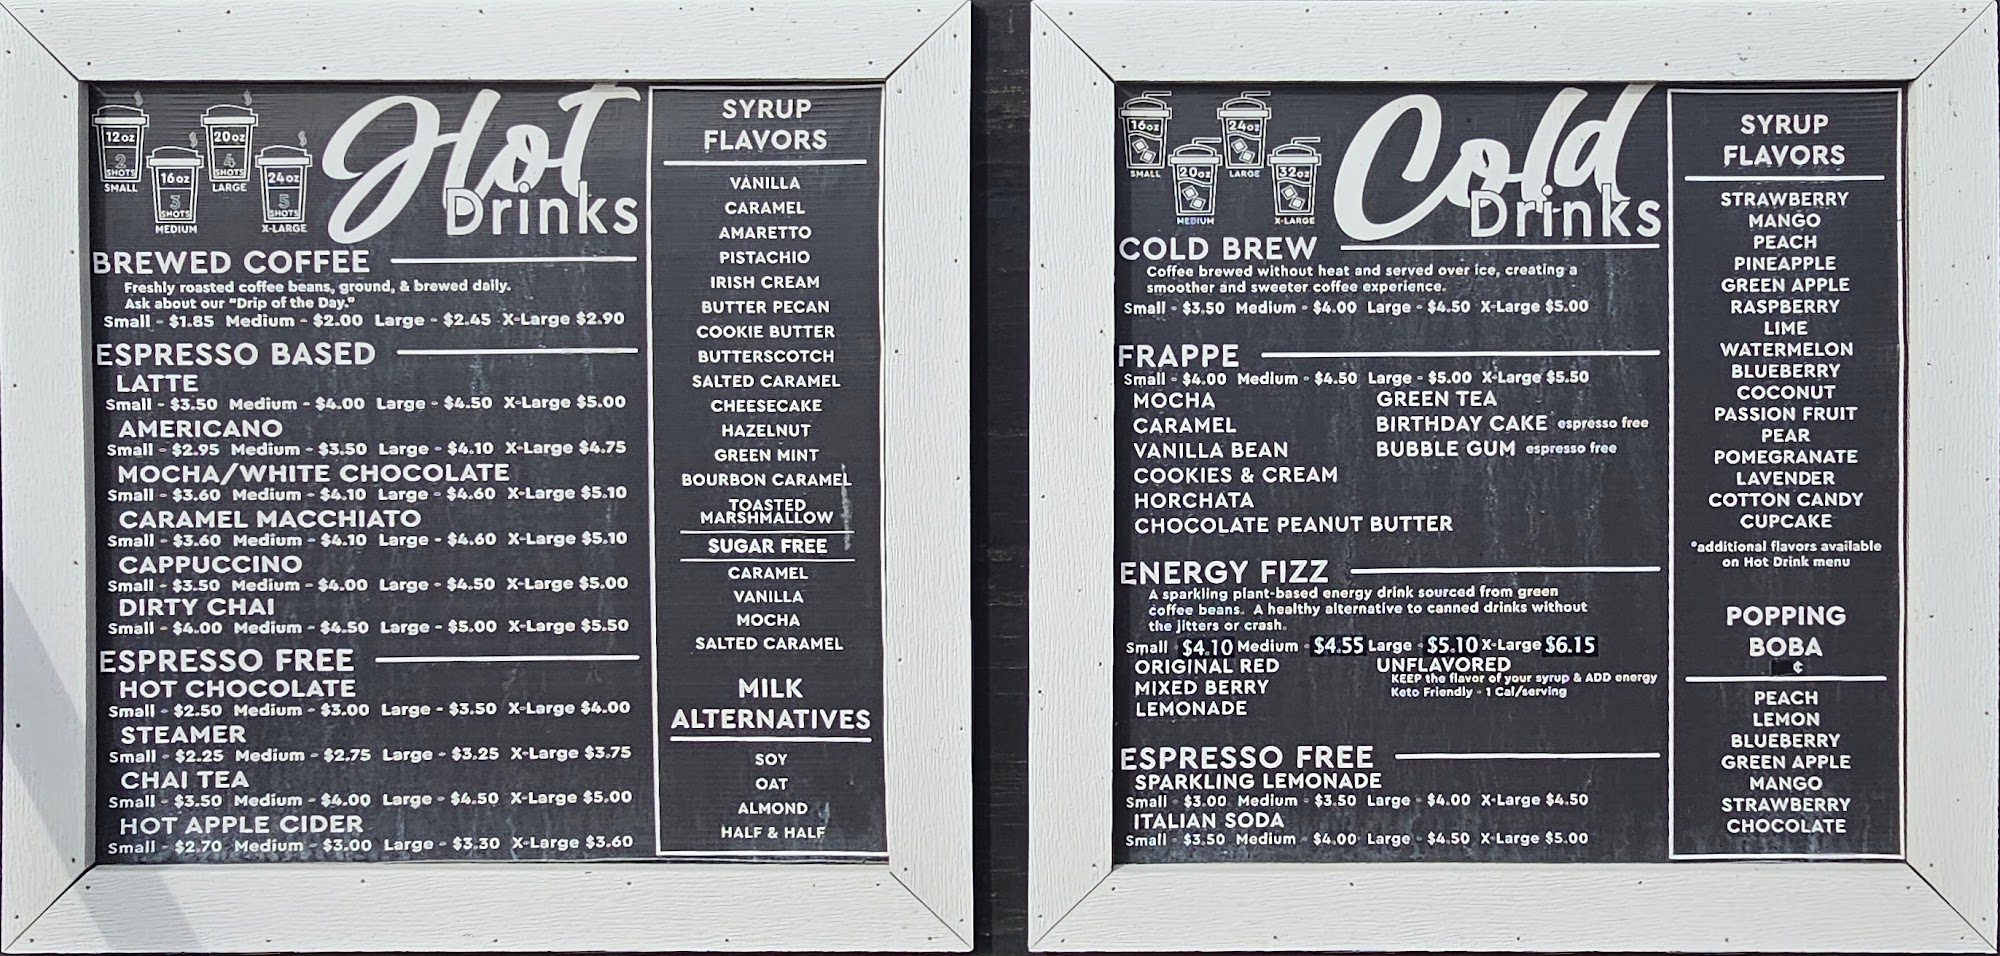 12oz
2
SHOTS
SMALL
16oz
3
SHOTS
MEDIUM
20oz
4
SHOTS
LARGE
24oz
5
SHOTS
X-LARGE
Hot
Drinks
BREWED COFFEE
Freshly roasted coffee beans, ground, & brewed daily.
Ask about our "Drip of the Day."
Small - $1.85 Medium - $2.00 Large - $2.45 X-Large $2.90
ESPRESSO BASED
LATTE
Small - $3.50 Medium - $4.00 Large - $4.50 X-Large $5.00
AMERICANO
Small - $2.95 Medium - $3.50 Large - $4.10 X-Large $4.75
MOCHA/WHITE CHOCOLATE
Small - $3.60 Medium - $4.10 Large - $4.60 X-Large $5.10
CARAMEL MACCHIATO
Small - $3.60 Medium - $4.10 Large - $4.60 X-Large $5.10
CAPPUCCINO
Small - $3.50 Medium - $4.00 Large - $4.50 X-Large $5.00
DIRTY CHAI
Small - $4.00 Medium - $4.50 Large - $5.00 X-Large $5.50
ESPRESSO FREE
HOT CHOCOLATE
Small - $2.50 Medium - $3.00 Large - $3.50 X-Large $4.00
STEAMER
Small - $2.25 Medium - $2.75 Large - $3.25 X-Large $3.75
CHAI TEA
Small - $3.50 Medium - $4.00 Large - $4.50 X-Large $5.00
HOT APPLE CIDER
Small - $2.70 Medium - $3.00 Large - $3.30 X-Large $3.60
SYRUP
FLAVORS
VANILLA
CARAMEL
AMARETTO
PISTACHIO
IRISH CREAM
BUTTER PECAN
COOKIE BUTTER
BUTTERSCOTCH
SALTED CARAMEL
CHEESECAKE
HAZELNUT
GREEN MINT
BOURBON CARAMEL
TOASTED
MARSHMALLOW
SUGAR FREE
CARAMEL
VANILLA
MOCHA
SALTED CARAMEL
MILK
ALTERNATIVES
SOY
OAT
ALMOND
HALF & HALF
16oz
SMALL
20oz
MEDIUM
24oz
LARGE
32oz
X-LARGE
Cold
Drinks
COLD BREW
Coffee brewed without heat and served over ice, creating a
smoother and sweeter coffee experience.
Small - $3.50 Medium - $4.00 Large - $4.50 X-Large $5.00
FRAPPE
Small - $4.00 Medium - $4.50 Large - $5.00 X-Large $5.50
MOCHA
CARAMEL
VANILLA BEAN
COOKIES & CREAM
HORCHATA
CHOCOLATE PEANUT BUTTER
GREEN TEA
BIRTHDAY CAKE espresso free
BUBBLE GUM espresso free
ENERGY FIZZ
A sparkling plant-based energy drink sourced from green
coffee beans. A healthy alternative to canned drinks without
the jitters or crash.
Small - $4.10 Medium - $4.55 Large - $5.10 X-Large $6.15
ORIGINAL RED
MIXED BERRY
LEMONADE
UNFLAVORED
KEEP the flavor of your syrup & ADD energy
Keto Friendly - 1 Cal/serving
ESPRESSO FREE
SPARKLING LEMONADE
Small - $3.00 Medium - $3.50 Large - $4.00 X-Large $4.50
ITALIAN SODA
Small - $3.50 Medium - $4.00 Large - $4.50 X-Large $5.00
SYRUP
FLAVORS
STRAWBERRY
MANGO
PEACH
PINEAPPLE
GREEN APPLE
RASPBERRY
LIME
WATERMELON
BLUEBERRY
COCONUT
PASSION FRUIT
PEAR
POMEGRANATE
LAVENDER
COTTON CANDY
CUPCAKE
*additional flavors available
on Hot Drink menu
POPPING
BOBA
¢
PEACH
LEMON
BLUEBERRY
GREEN APPLE
MANGO
STRAWBERRY
CHOCOLATE